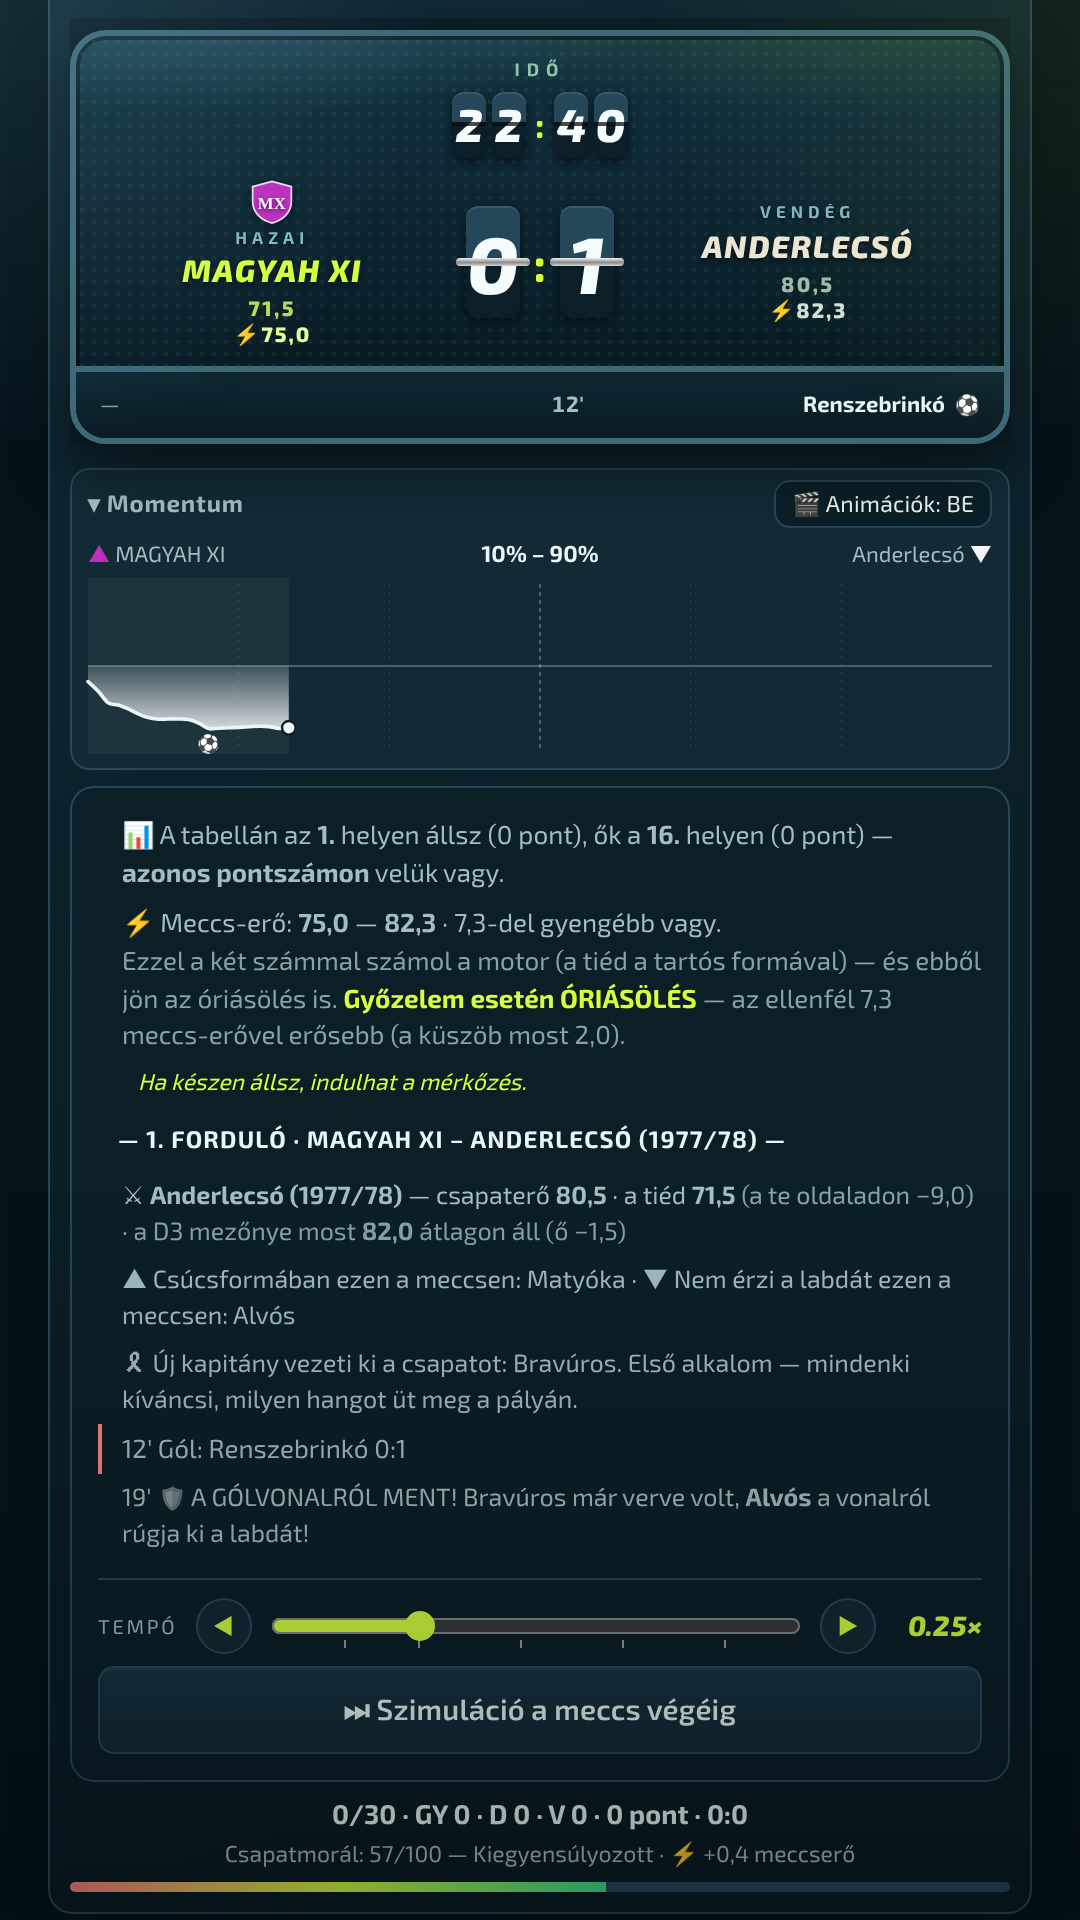 IDŐ
22:40
MX
HAZAI
MAGYAH XI
71,5
⚡75,0
0:1
VENDÉG
ANDERLECSÓ
80,5
⚡82,3
—
12'
Renszebrinkó ⚽
▾ Momentum
🎬 Animációk: BE
▲ MAGYAH XI
10% – 90%
Anderlecsó ▼
📊 A tabellán az 1. helyen állsz (0 pont), ők a 16. helyen (0 pont) —
azonos pontszámon velük vagy.
⚡ Meccs-erő: 75,0 — 82,3 · 7,3-del gyengébb vagy.
Ezzel a két számmal számol a motor (a tiéd a tartós formával) — és ebből
jön az óriásölés is. Győzelem esetén ÓRIÁSÖLÉS — az ellenfél 7,3
meccs-erővel erősebb (a küszöb most 2,0).
Ha készen állsz, indulhat a mérkőzés.
— 1. FORDULÓ · MAGYAH XI – ANDERLECSÓ (1977/78) —
⚔ Anderlecsó (1977/78) — csapaterő 80,5 · a tiéd 71,5 (a te oldaladon −9,0)
· a D3 mezőnye most 82,0 átlagon áll (ő −1,5)
▲ Csúcsformában ezen a meccsen: Matyóka · ▼ Nem érzi a labdát ezen a
meccsen: Alvós
🎗 Új kapitány vezeti ki a csapatot: Bravúros. Első alkalom — mindenki
kíváncsi, milyen hangot üt meg a pályán.
12' Gól: Renszebrinkó 0:1
19' 🛡 A GÓLVONALRÓL MENT! Bravúros már verve volt, Alvós a vonalról
rúgja ki a labdát!
TEMPÓ
0.25×
⏭ Szimuláció a meccs végéig
0/30 · GY 0 · D 0 · V 0 · 0 pont · 0:0
Csapatmorál: 57/100 — Kiegyensúlyozott · ⚡ +0,4 meccserő